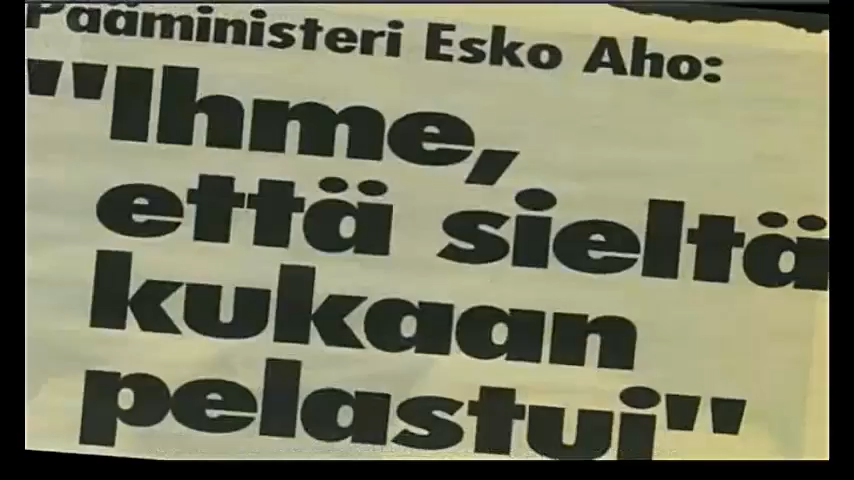 Pääministeri Esko Aho:
"Ihme,
että sieltä
kukaan
pelastui"